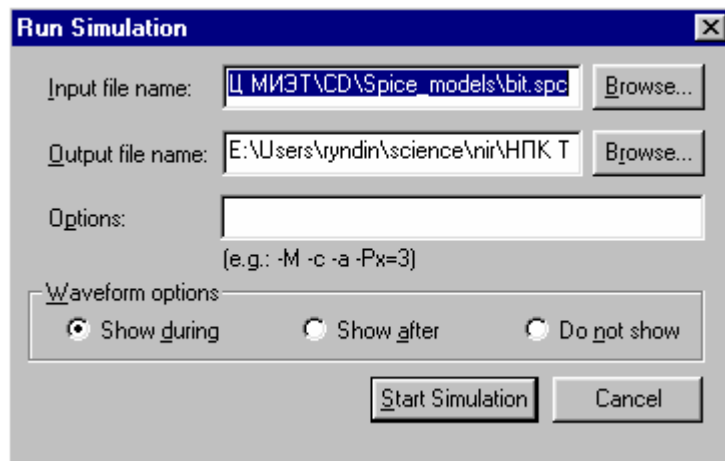 Run Simulation
Input file name: Ц МИЭТ\CD\Spice_models\bit.spc Browse...
Output file name: E:\Users\ryndin\science\nir\НПК Т Browse...
Options:
(e.g.: -M -c -a -Px=3)
Waveform options
Show during Show after Do not show
Start Simulation Cancel